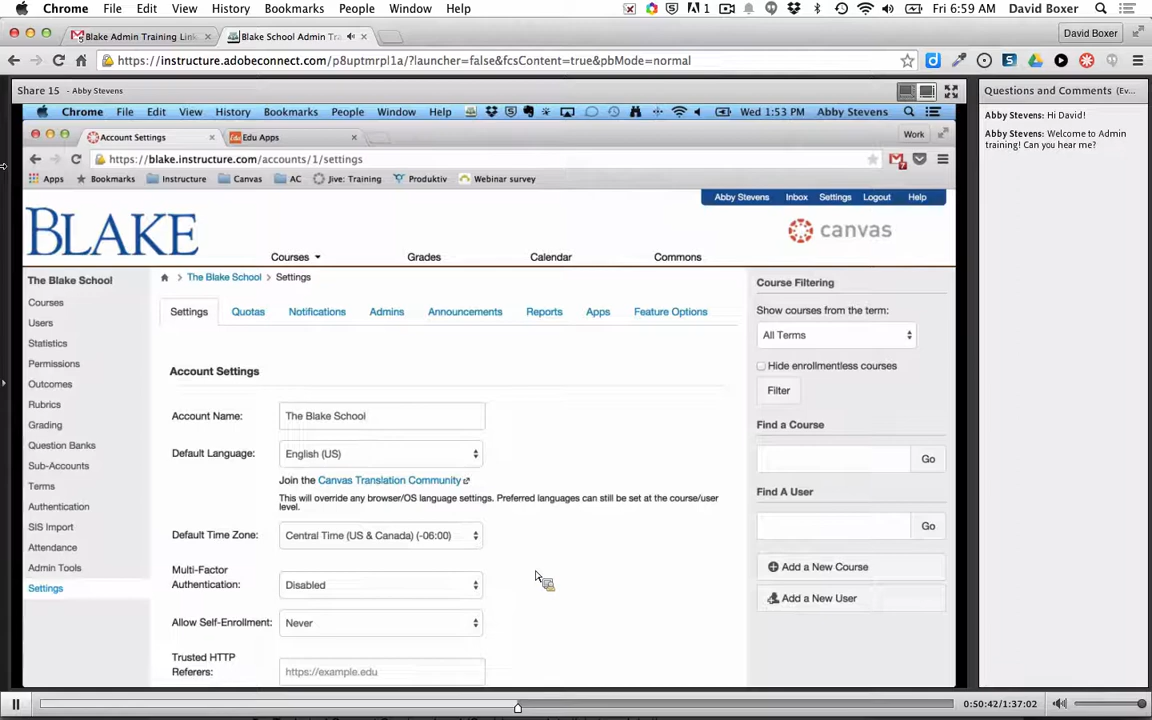 Chrome File Edit View History Bookmarks People Window Help 1 Fri 6:59 AM David Boxer
Blake Admin Training Link
Blake School Admin Tra
David Boxer
https://instructure.adobeconnect.com/p8uptmrpl1a/?launcher=false&fcsContent=true&pbMode=normal
Share 15 - Abby Stevens
Questions and Comments (Ev...
Chrome File Edit View History Bookmarks People Window Help Wed 1:53 PM Abby Stevens
Abby Stevens: Hi David!
Abby Stevens: Welcome to Admin
training! Can you hear me?
Account Settings
Edu Apps
Work
https://blake.instructure.com/accounts/1/settings
Apps Bookmarks Instructure Canvas AC Jive: Training Produktiv Webinar survey
Abby Stevens Inbox Settings Logout Help
BLAKE
canvas
Courses Grades Calendar Commons
The Blake School
Courses
Users
Statistics
Permissions
Outcomes
Rubrics
Grading
Question Banks
Sub-Accounts
Terms
Authentication
SIS Import
Attendance
Admin Tools
Settings
The Blake School > Settings
Settings Quotas Notifications Admins Announcements Reports Apps Feature Options
Account Settings
Account Name: The Blake School
Default Language: English (US)
Join the Canvas Translation Community
This will override any browser/OS language settings. Preferred languages can still be set at the course/user
level.
Default Time Zone: Central Time (US & Canada) (-06:00)
Multi-Factor
Authentication: Disabled
Allow Self-Enrollment: Never
Trusted HTTP
Referers: https://example.edu
Course Filtering
Show courses from the term:
All Terms
Hide enrollmentless courses
Filter
Find a Course
Go
Find A User
Go
Add a New Course
Add a New User
0:50:42/1:37:02